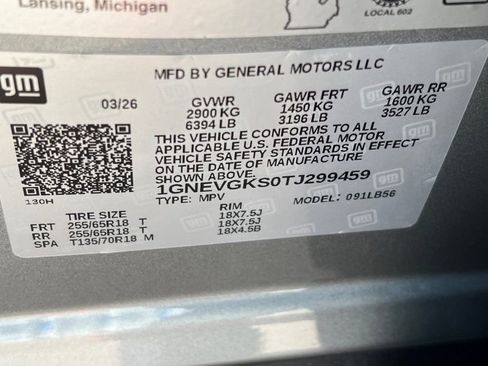 Lansing, Michigan
LOCAL 602
gm
MFD BY GENERAL MOTORS LLC
03/26 GVWR GAWR FRT GAWR RR
2900 KG 1450 KG 1600 KG
6394 LB 3196 LB 3527 LB
THIS VEHICLE CONFORMS TO ALL
APPLICABLE U.S. FEDERAL MOTOR
VEHICLE SAFETY STANDARDS IN EFFECT
ON THE DATE OF MANUFACTURE
SHOWN ABOVE.
1GNEVGKS0TJ299459
130H TYPE: MPV MODEL: 091LB56
TIRE SIZE RIM
FRT 255/65R18 T 18X7.5J
RR 255/65R18 T 18X7.5J
SPA T135/70R18 M 18X4.5B